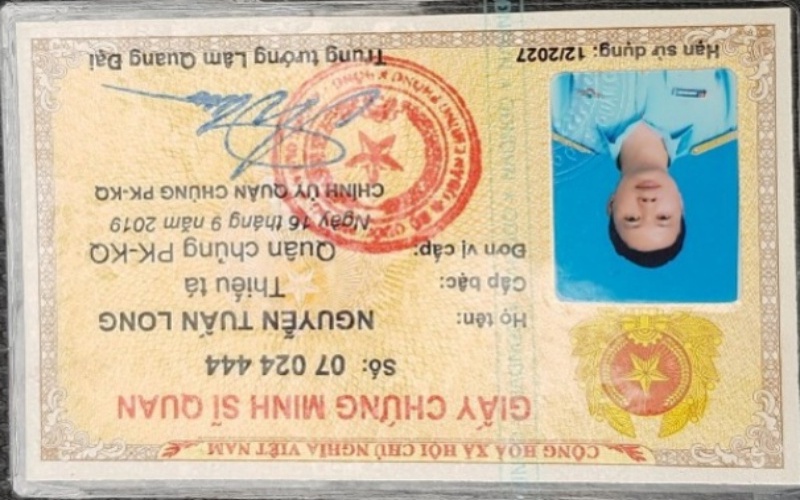 CỘNG HÒA XÃ HỘI CHỦ NGHĨA VIỆT NAM
GIẤY CHỨNG MINH SĨ QUAN
Số: 07 024 444
Họ tên: NGUYỄN TUẤN LONG
Cấp bậc: Thiếu tá
Đơn vị cấp: Quân chủng PK-KQ
Ngày 16 tháng 9 năm 2019
CHÍNH ỦY QUÂN CHỦNG PK-KQ
Trung tướng Lâm Quang Đại
Hạn sử dụng: 12/2027